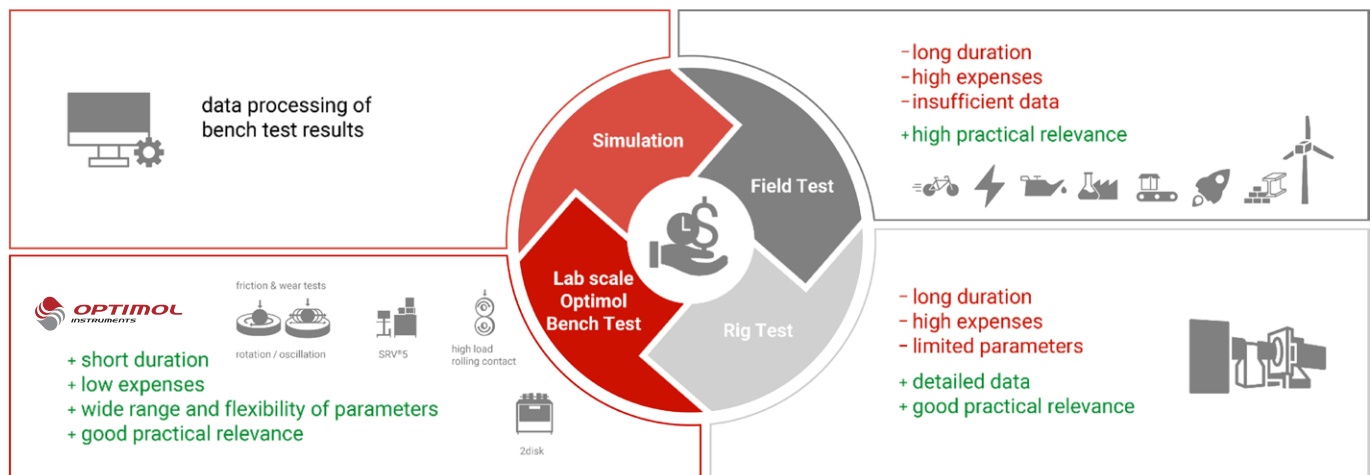 data processing of
bench test results
Simulation
Field Test
- long duration
- high expenses
- insufficient data
+ high practical relevance
OPTIMOL
INSTRUMENTS
friction & wear tests
rotation / oscillation
SRV®5
high load
rolling contact
2disk
+ short duration
+ low expenses
+ wide range and flexibility of parameters
+ good practical relevance
Lab scale
Optimol
Bench Test
Rig Test
- long duration
- high expenses
- limited parameters
+ detailed data
+ good practical relevance